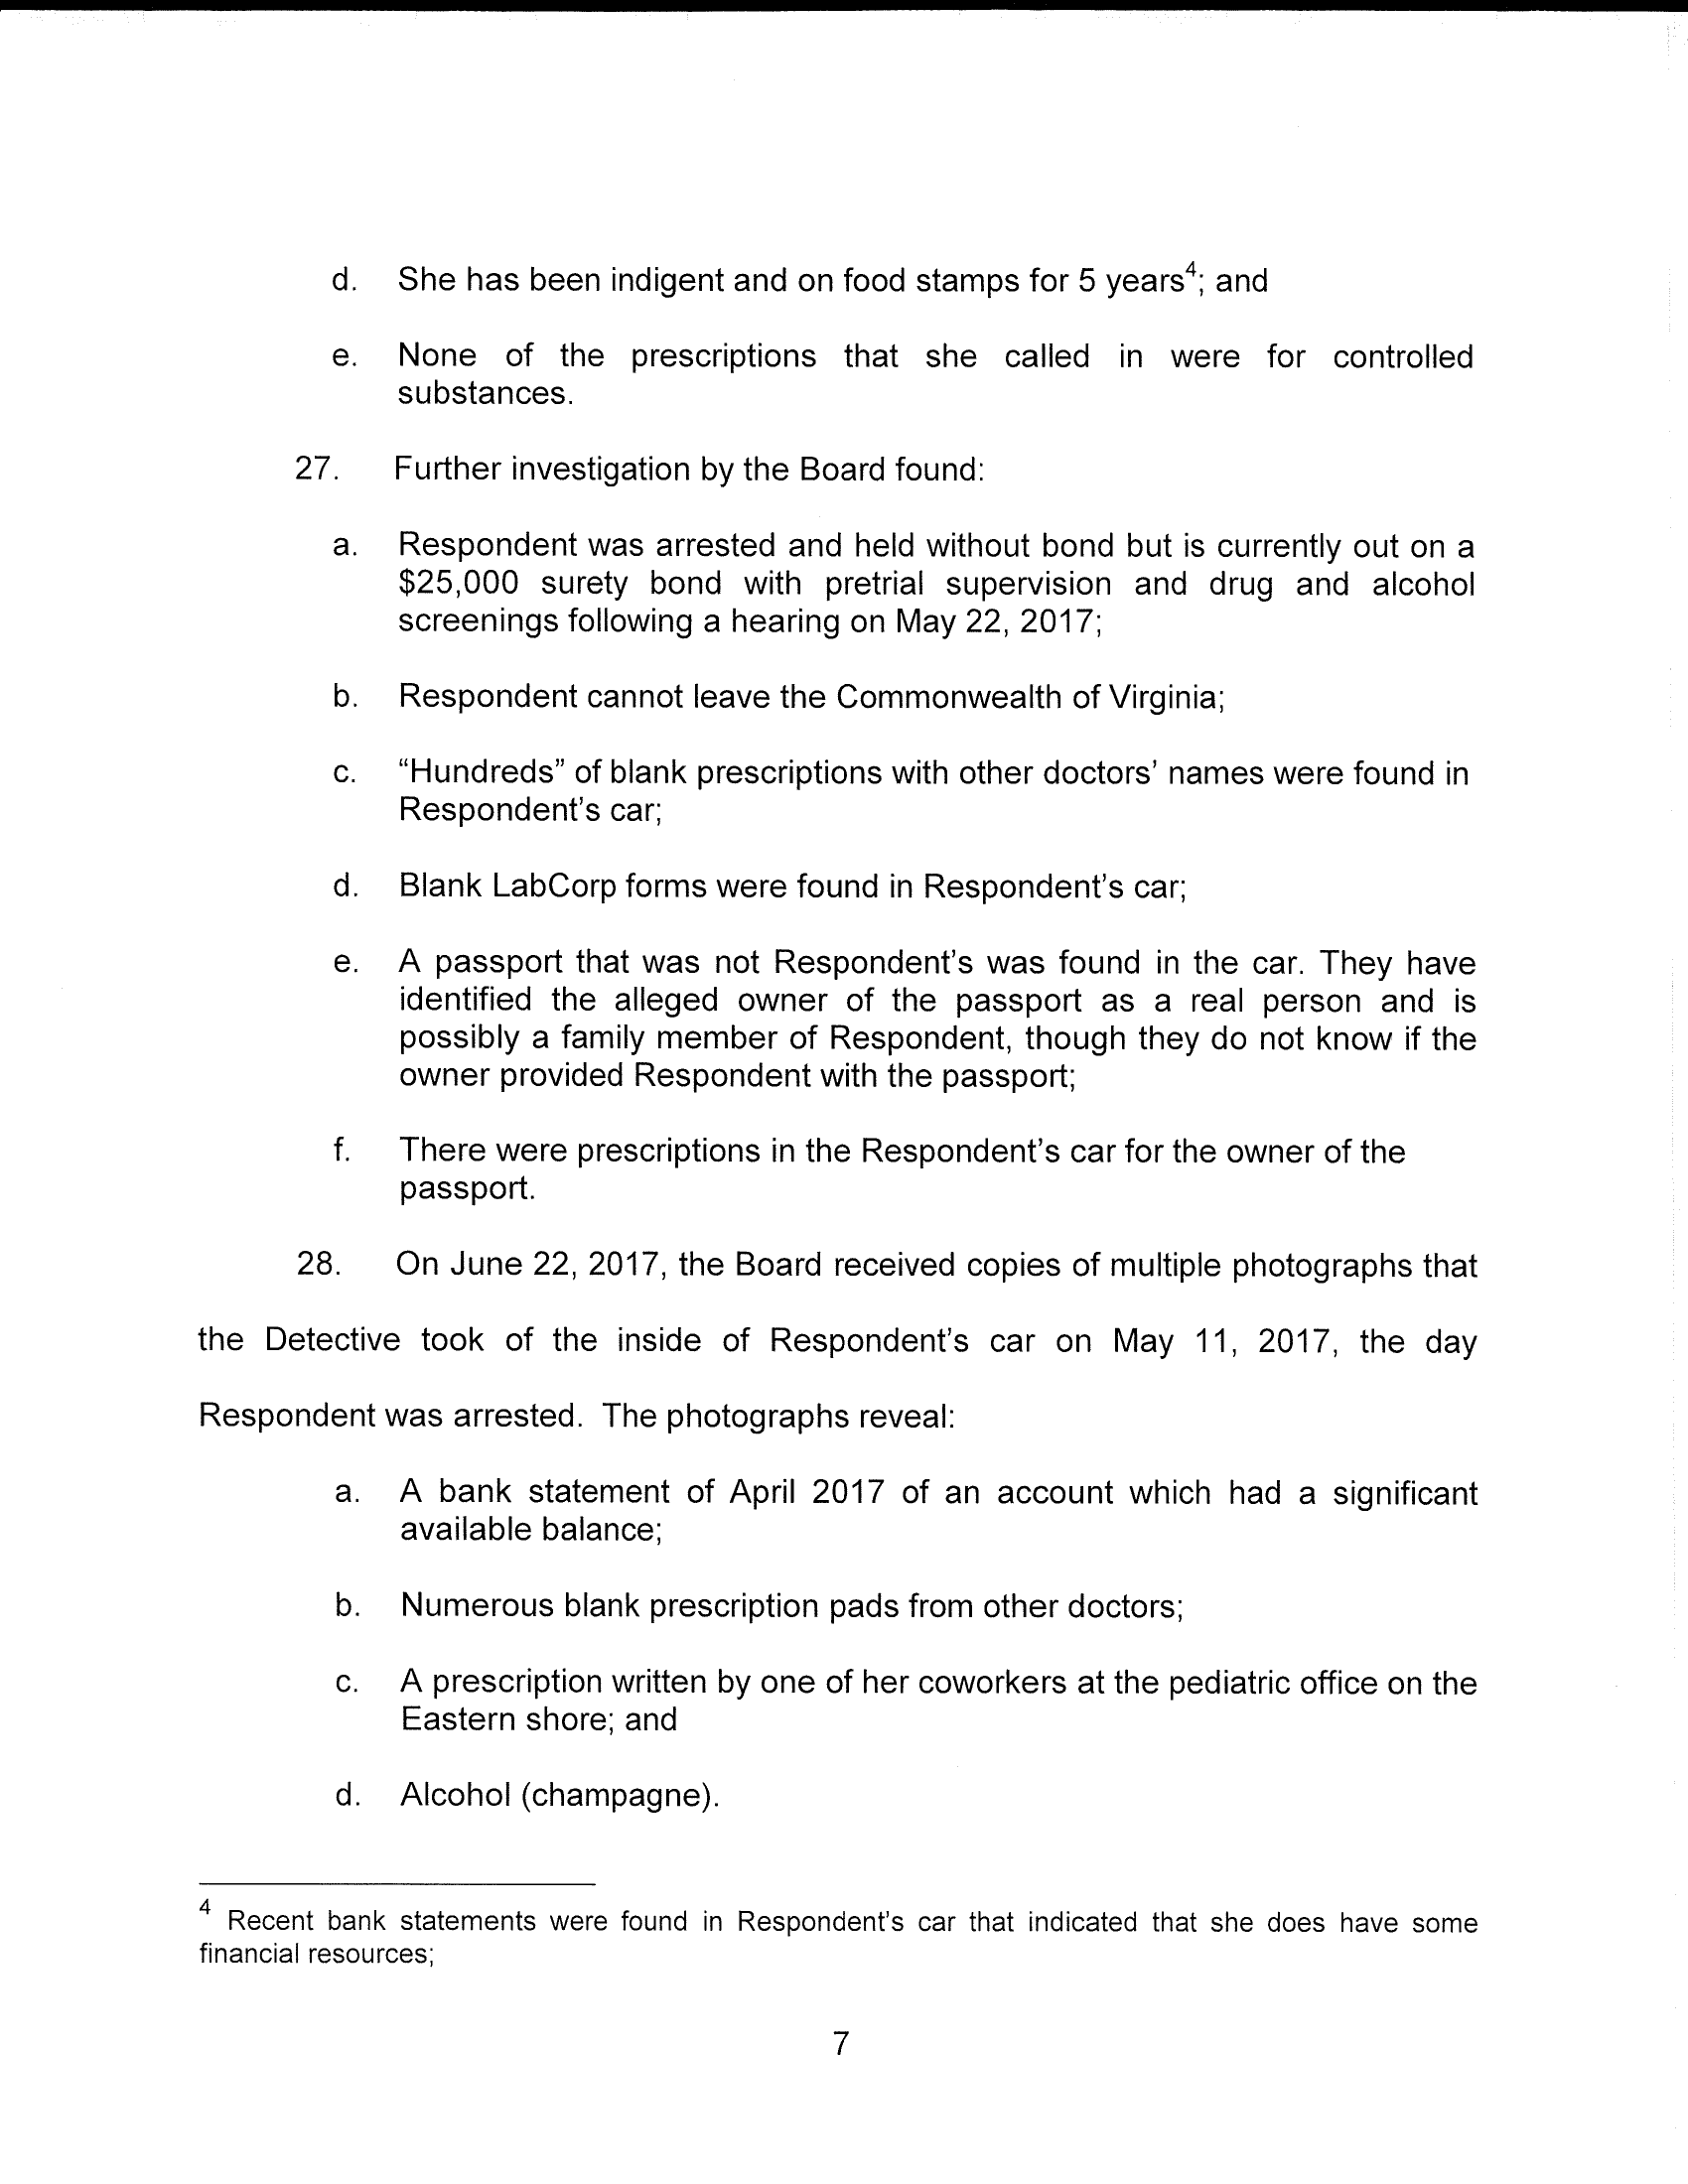 d. She has been indigent and on food stamps for 5 years4; and
e. None of the prescriptions that she called in were for controlled
substances.
27. Further investigation by the Board found:
a. Respondent was arrested and held without bond but is currently out on a
$25,000 surety bond with pretrial supervision and drug and alcohol
screenings following a hearing on May 22, 2017;
b. Respondent cannot leave the Commonwealth of Virginia;
c. “Hundreds” of blank prescriptions with other doctors’ names were found in
Respondent’s car;
d. Blank LabCorp forms were found in Respondent’s car;
e. A passport that was not Respondent’s was found in the car. They have
identified the alleged owner of the passport as a real person and is
possibly a family member of Respondent, though they do not know if the
owner provided Respondent with the passport;
f. There were prescriptions in the Respondent’s car for the owner of the
passport.
28. On June 22, 2017, the Board received copies of multiple photographs that
the Detective took of the inside of Respondent’s car on May 11, 2017, the day
Respondent was arrested. The photographs reveal:
a. A bank statement of April 2017 of an account which had a significant
available balance;
b. Numerous blank prescription pads from other doctors;
c. A prescription written by one of her coworkers at the pediatric office on the
Eastern shore; and
d. Alcohol (champagne).
4 Recent bank statements were found in Respondent’s car that indicated that she does have some
financial resources;
7